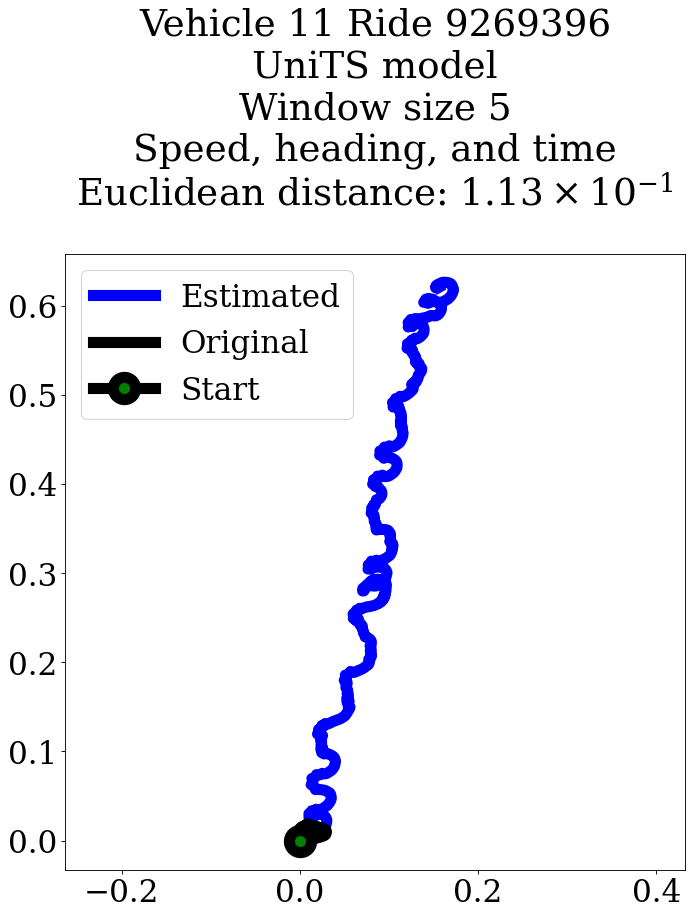 Vehicle 11 Ride 9269396
UniTS model
Window size 5
Speed, heading, and time
Euclidean distance: 1.13 × 10⁻¹
Estimated
Original
Start
0.6
0.5
0.4
0.3
0.2
0.1
0.0
−0.2 0.0 0.2 0.4